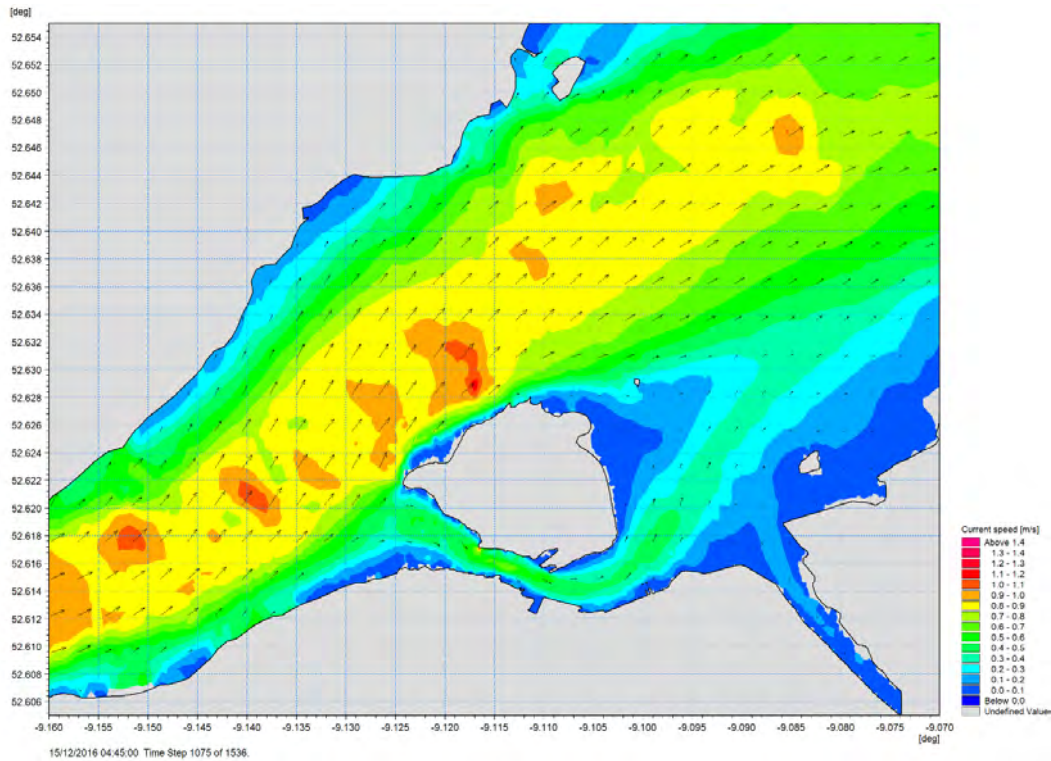 [deg]
52.654
52.652
52.650
52.648
52.646
52.644
52.642
52.640
52.638
52.636
52.634
52.632
52.630
52.628
52.626
52.624
52.622
52.620
52.618
52.616
52.614
52.612
52.610
52.608
52.606
-9.160 -9.155 -9.150 -9.145 -9.140 -9.135 -9.130 -9.125 -9.120 -9.115 -9.110 -9.105 -9.100 -9.095 -9.090 -9.085 -9.080 -9.075 -9.070
[deg]
Current speed [m/s]
Above 1.4
1.3 - 1.4
1.2 - 1.3
1.1 - 1.2
1.0 - 1.1
0.9 - 1.0
0.8 - 0.9
0.7 - 0.8
0.6 - 0.7
0.5 - 0.6
0.4 - 0.5
0.3 - 0.4
0.2 - 0.3
0.1 - 0.2
0.0 - 0.1
Below 0.0
Undefined Value
15/12/2016 04:45:00 Time Step 1075 of 1536.